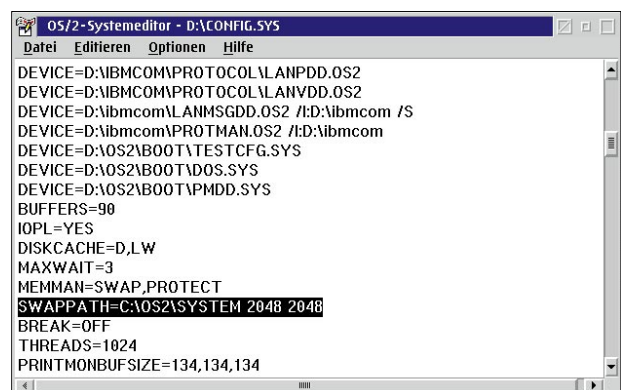 OS/2-Systemeditor - D:\CONFIG.SYS
Datei Editieren Optionen Hilfe
DEVICE=D:\IBMCOM\PROTOCOL\LANPDD.OS2
DEVICE=D:\IBMCOM\PROTOCOL\LANVDD.OS2
DEVICE=D:\ibmcom\LANMSGDD.OS2 /I:D:\ibmcom /S
DEVICE=D:\ibmcom\PROTMAN.OS2 /I:D:\ibmcom
DEVICE=D:\OS2\BOOT\TESTCFG.SYS
DEVICE=D:\OS2\BOOT\DOS.SYS
DEVICE=D:\OS2\BOOT\PMDD.SYS
BUFFERS=90
IOPL=YES
DISKCACHE=D,LW
MAXWAIT=3
MEMMAN=SWAP,PROTECT
SWAPPATH=C:\OS2\SYSTEM 2048 2048
BREAK=OFF
THREADS=1024
PRINTMONBUFSIZE=134,134,134